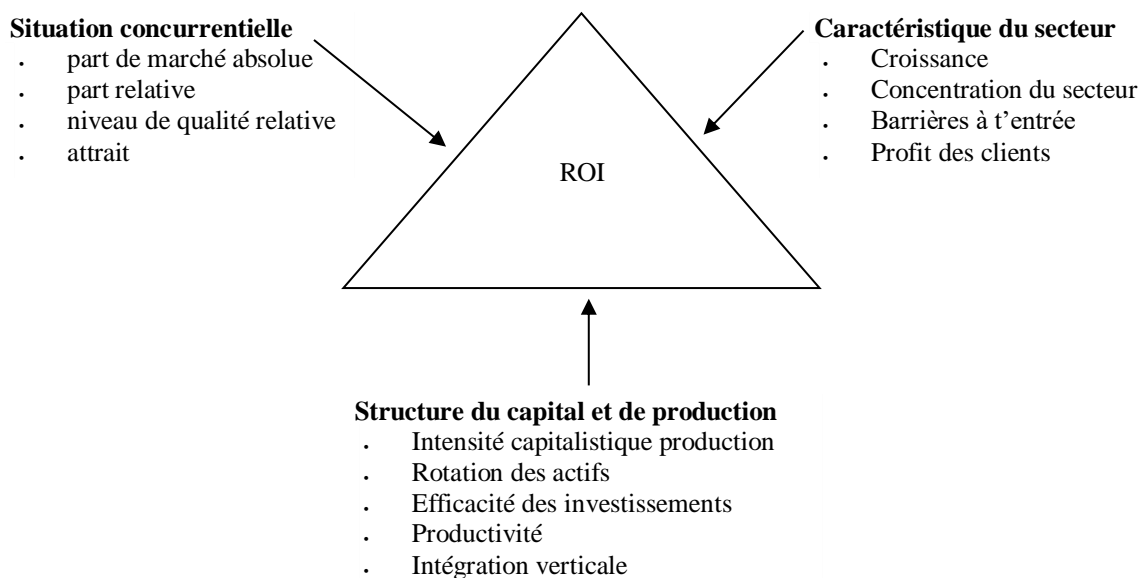 Situation concurrentielle
. part de marché absolue
. part relative
. niveau de qualité relative
. attrait
Caractéristique du secteur
. Croissance
. Concentration du secteur
. Barrières à t’entrée
. Profit des clients
ROI
Structure du capital et de production
. Intensité capitalistique production
. Rotation des actifs
. Efficacité des investissements
. Productivité
. Intégration verticale